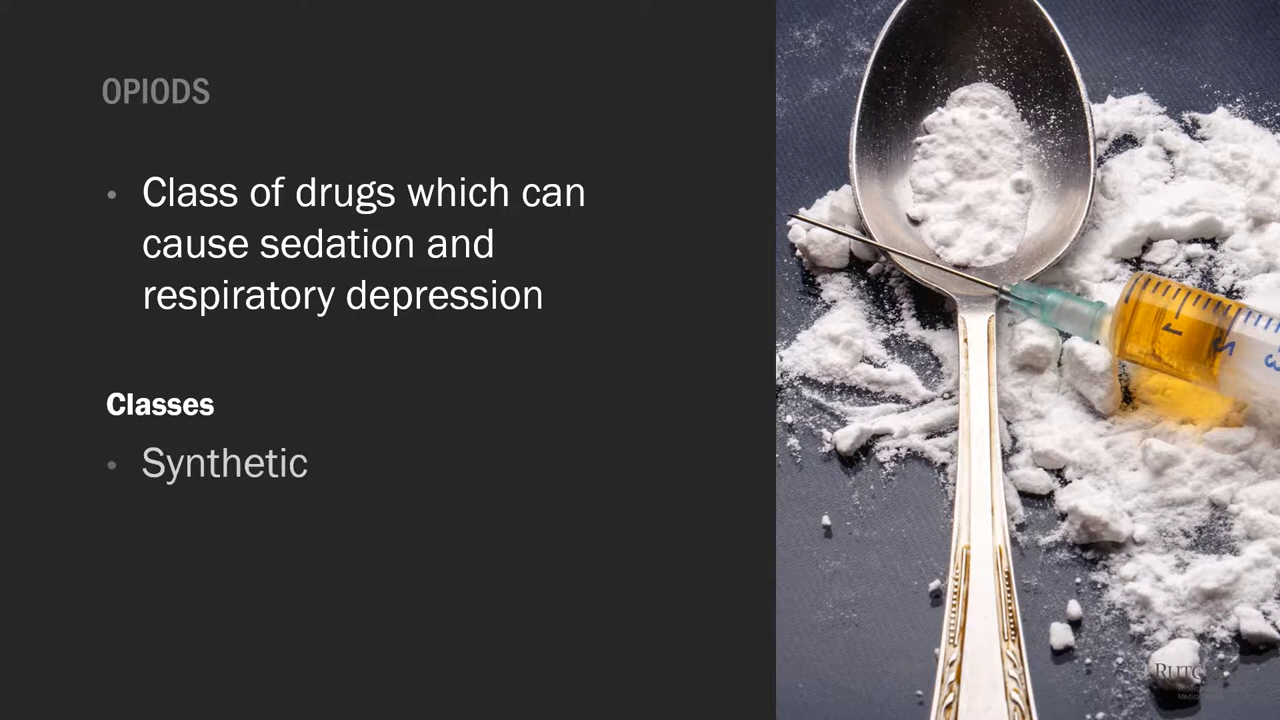 OPIODS
• Class of drugs which can
cause sedation and
respiratory depression
Classes
• Synthetic